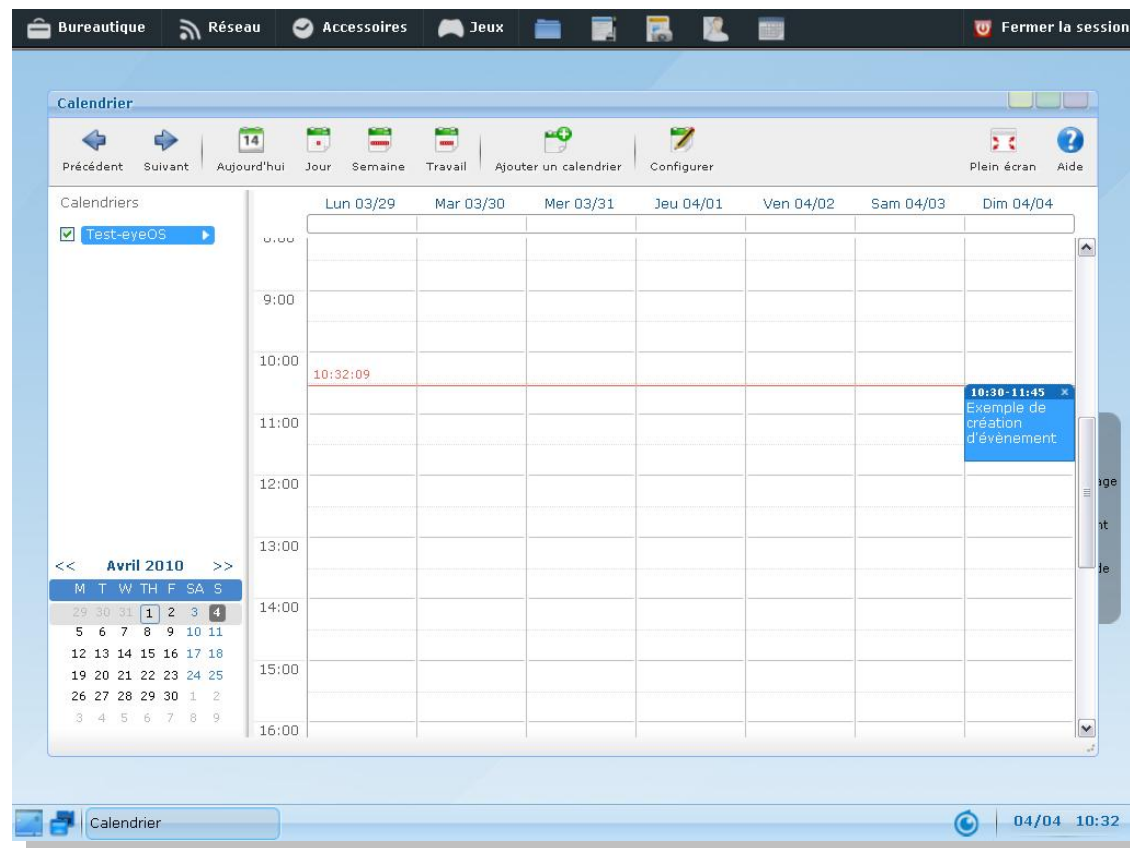 Bureautique Réseau Accessoires Jeux Fermer la session
Calendrier
14
Précédent Suivant Aujourd'hui Jour Semaine Travail Ajouter un calendrier Configurer Plein écran Aide
Calendriers
Lun 03/29 Mar 03/30 Mer 03/31 Jeu 04/01 Ven 04/02 Sam 04/03 Dim 04/04
Test-eyeOS
9:00
10:00
10:32:09
10:30-11:45 x
Exemple de
création
d'évènement
11:00
12:00
13:00
<< Avril 2010 >>
M T W TH F SA S
29 30 31 1 2 3 4
5 6 7 8 9 10 11
12 13 14 15 16 17 18
19 20 21 22 23 24 25
26 27 28 29 30 1 2
3 4 5 6 7 8 9
14:00
15:00
16:00
Calendrier 04/04 10:32